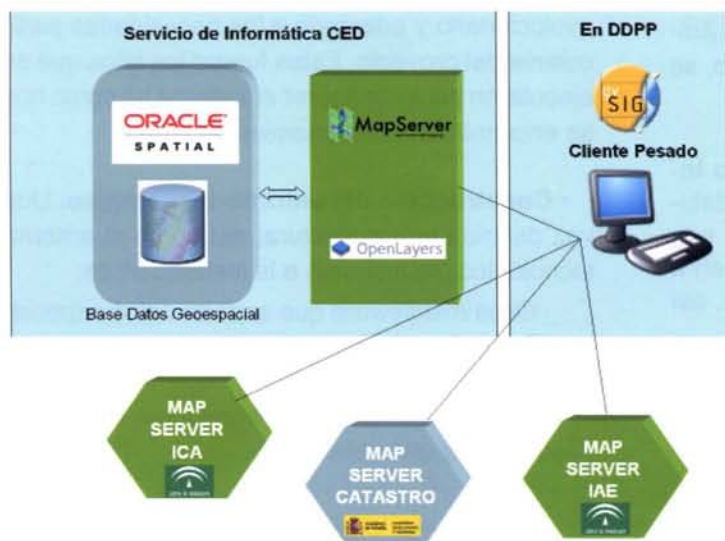 Servicio de Informática CED
En DDPP
ORACLE
SPATIAL
MapServer
SIG
Cliente Pesado
OpenLayers
Base Datos Geoespacial
MAP
SERVER
ICA
MAP
SERVER
CATASTRO
MAP
SERVER
IAE